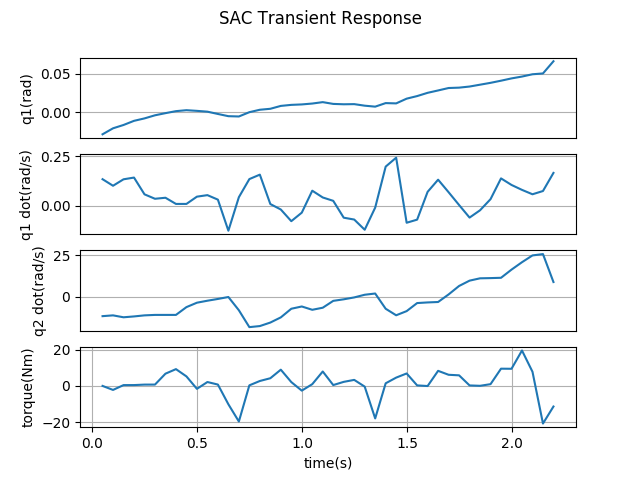 SAC Transient Response
q1(rad)
0.05
0.00
q1 dot(rad/s)
0.25
0.00
q2 dot(rad/s)
25
0
torque(Nm)
20
0
−20
0.0 0.5 1.0 1.5 2.0
time(s)